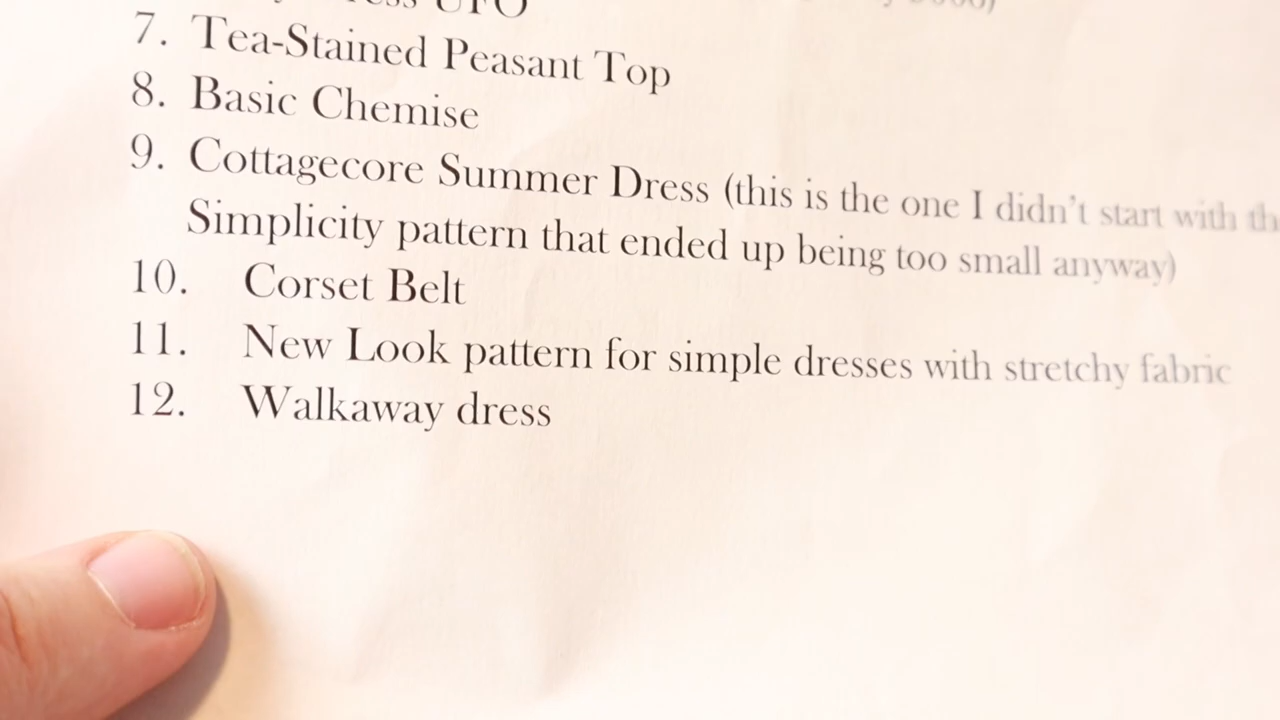 UFO
7. Tea-Stained Peasant Top
8. Basic Chemise
9. Cottagecore Summer Dress (this is the one I didn't start with
Simplicity pattern that ended up being too small anyway)
10. Corset Belt
11. New Look pattern for simple dresses with stretchy fabric
12. Walkaway dress